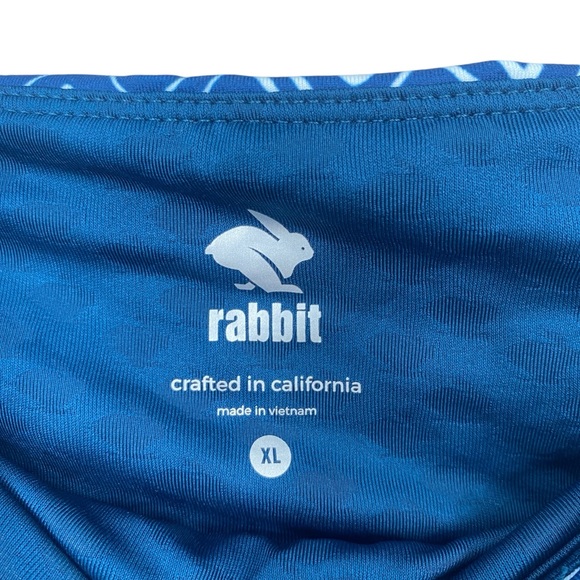 rabbit
crafted in california
made in vietnam
XL